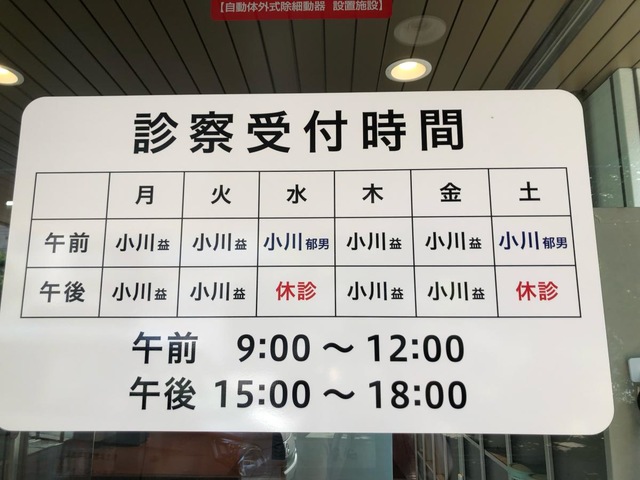 【自動体外式除細動器 設置施設】
診察受付時間
月 火 水 木 金 土
午前 小川益 小川益 小川郁男 小川益 小川益 小川郁男
午後 小川益 小川益 休診 小川益 小川益 休診
午前 9:00〜12:00
午後 15:00〜18:00